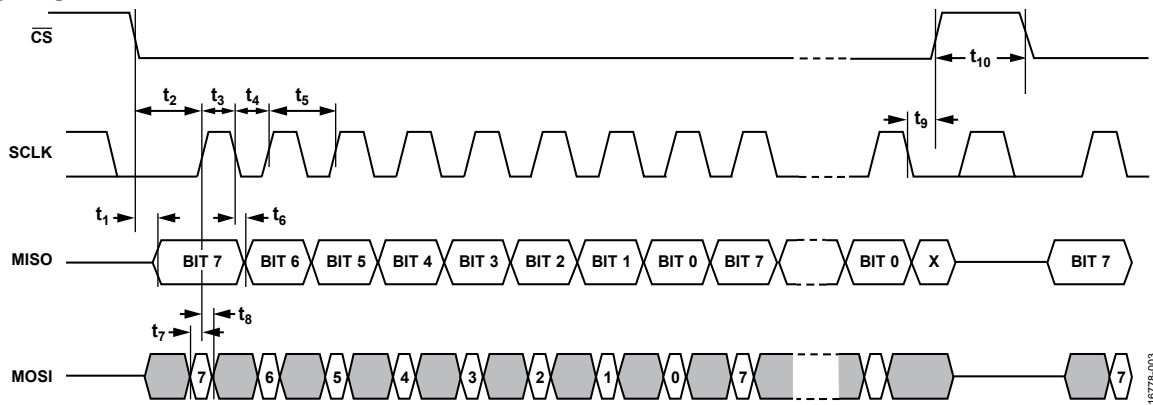 CS
t10
t2 t3 t4 t5
t9
SCLK
t1 t6
MISO BIT 7 BIT 6 BIT 5 BIT 4 BIT 3 BIT 2 BIT 1 BIT 0 BIT 7 BIT 0 X BIT 7
t7 t8
MOSI 7 6 5 4 3 2 1 0 7 7
16778-003